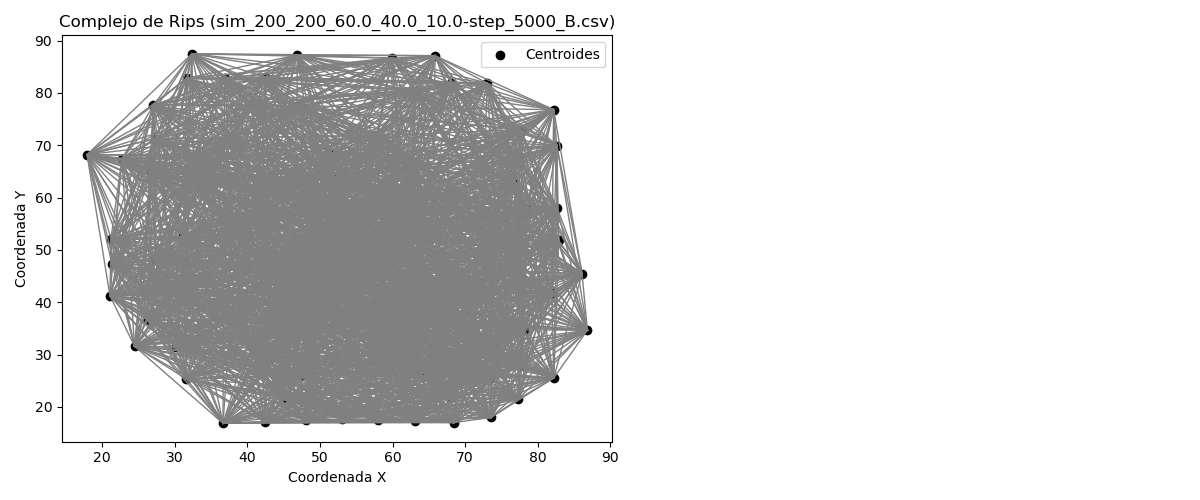 Complejo de Rips (sim_200_200_60.0_40.0_10.0-step_5000_B.csv)
Centroides
Coordenada Y
90
80
70
60
50
40
30
20
20 30 40 50 60 70 80 90
Coordenada X